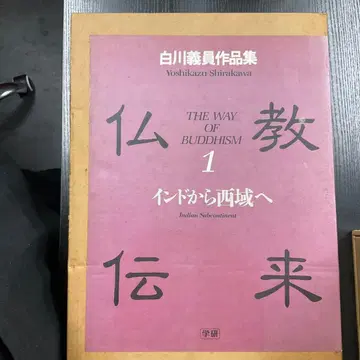 白川義員作品集
Yoshikazu Shirakawa
仏教
THE WAY
OF
BUDDHISM
1
インドから西域へ
Indian Subcontinent
伝来
学研